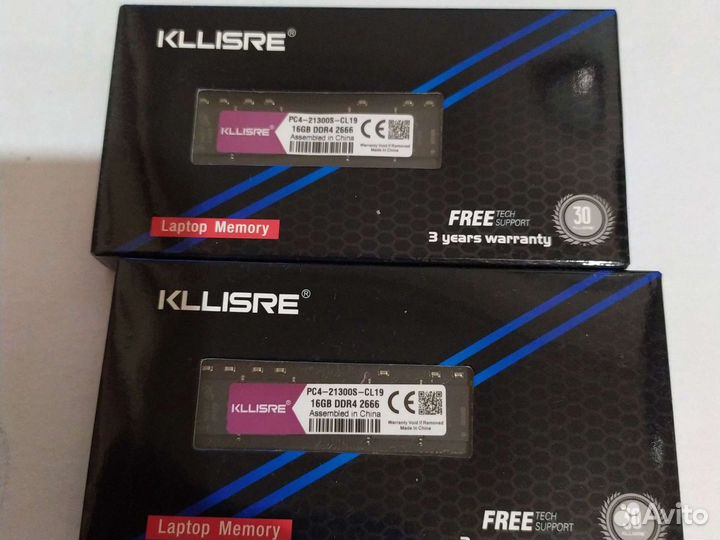 KLLISRE®
KLLISRE
PC4-21300S-CL19
16GB DDR4 2666
Assembled in China
CE
Warranty Void If Removed
Made In China
Laptop Memory
FREE TECH SUPPORT
3 years warranty
30
KLLISRE®
KLLISRE®
PC4-21300S-CL19
16GB DDR4 2666
Assembled in China
CE
Warranty Void If Removed
Made In China
Laptop Memory
FREE TECH SUPPORT
Avito